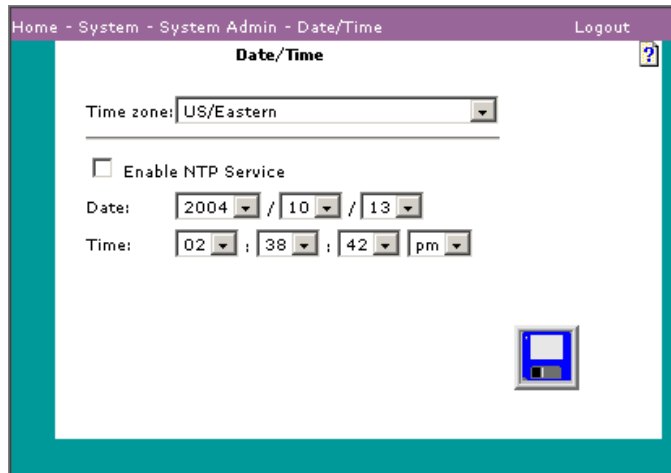 Home - System - System Admin - Date/Time Logout
Date/Time ?
Time zone: US/Eastern
Enable NTP Service
Date: 2004 / 10 / 13
Time: 02 : 38 : 42 pm